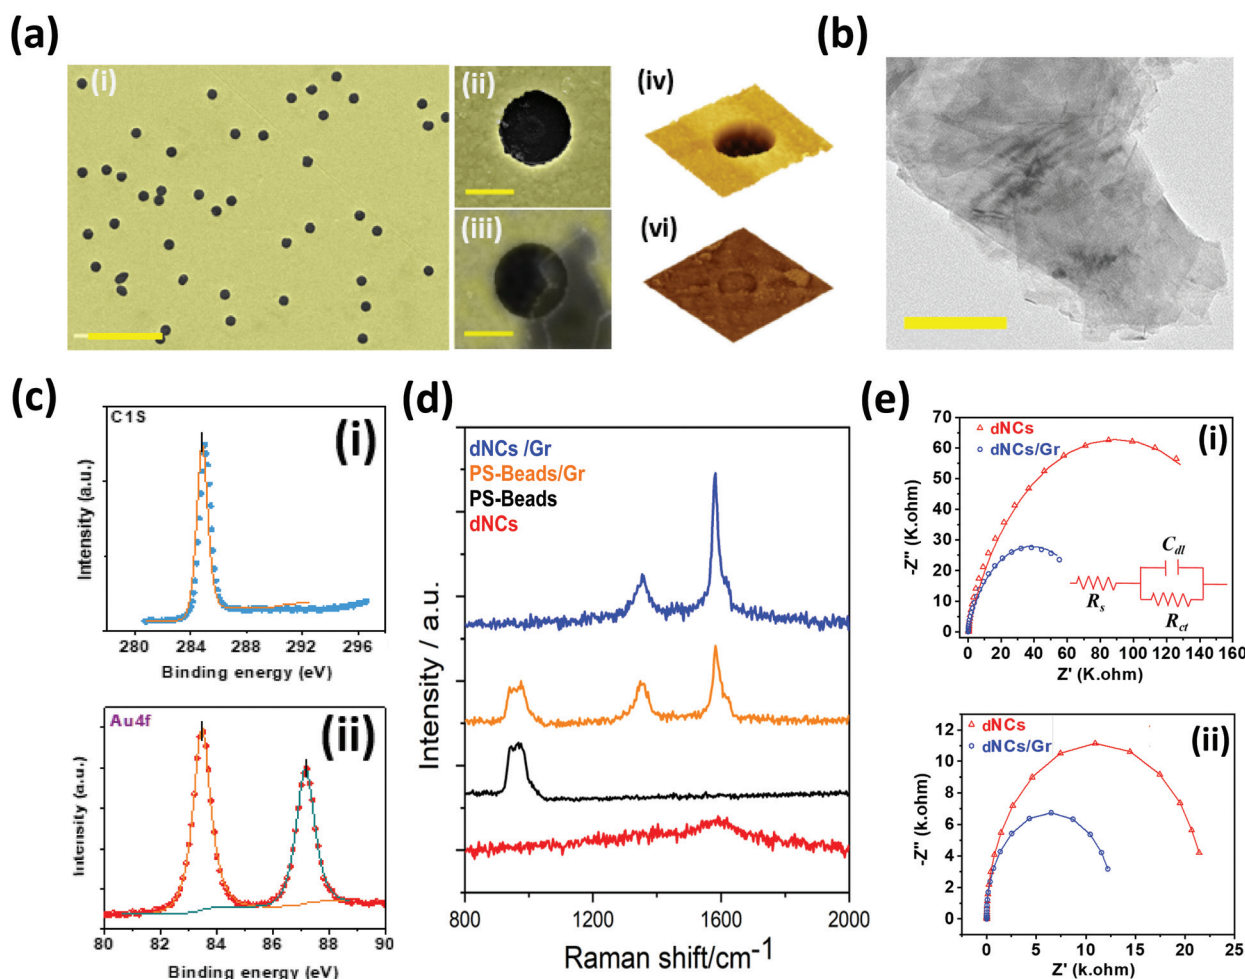 (a)
(i)
(ii)
(iii)
(iv)
(vi)
(b)
(c)
C1S
(i)
Intensity (a.u.)
280 284 288 292 296
Binding energy (eV)
Au4f
(ii)
Intensity (a.u.)
80 82 84 86 88 90
Binding energy (eV)
(d)
dNCs /Gr
PS-Beads/Gr
PS-Beads
dNCs
Intensity / a.u.
800 1200 1600 2000
Raman shift/cm-1
(e)
(i)
dNCs
dNCs/Gr
-Z" (K.ohm)
70
60
50
40
30
20
10
0
Cdl
Rs
Rct
0 20 40 60 80 100 120 140 160
Z' (K.ohm)
(ii)
dNCs
dNCs/Gr
-Z" (k.ohm)
12
10
8
6
4
2
0
0 5 10 15 20 25
Z' (k.ohm)